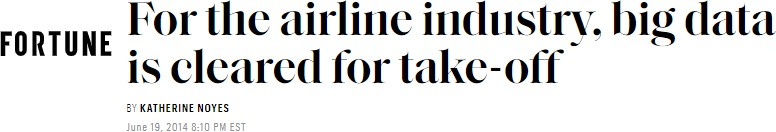 FORTUNE
For the airline industry, big data
is cleared for take-off
BY KATHERINE NOYES
June 19, 2014 8:10 PM EST